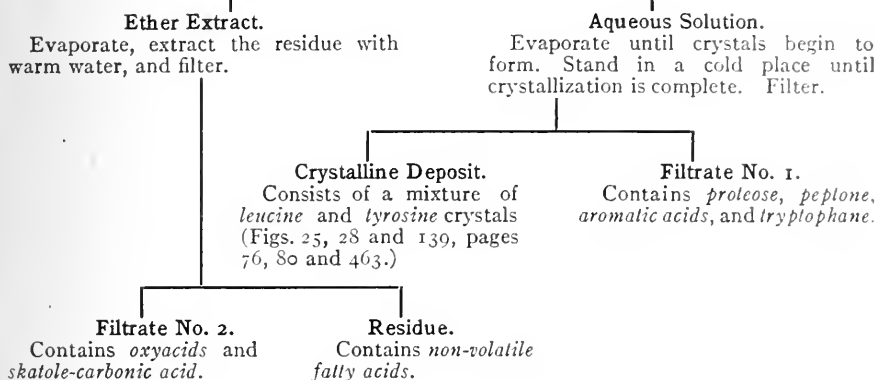 Ether Extract.
Evaporate, extract the residue with
warm water, and filter.
Aqueous Solution.
Evaporate until crystals begin to
form. Stand in a cold place until
crystallization is complete. Filter.
Crystalline Deposit.
Consists of a mixture of
leucine and tyrosine crystals
(Figs. 25, 28 and 139, pages
76, 80 and 463.)
Filtrate No. 1.
Contains proteose, peptone,
aromatic acids, and tryptophane.
Filtrate No. 2.
Contains oxyacids and
skatole-carbonic acid.
Residue.
Contains non-volatile
fatty acids.